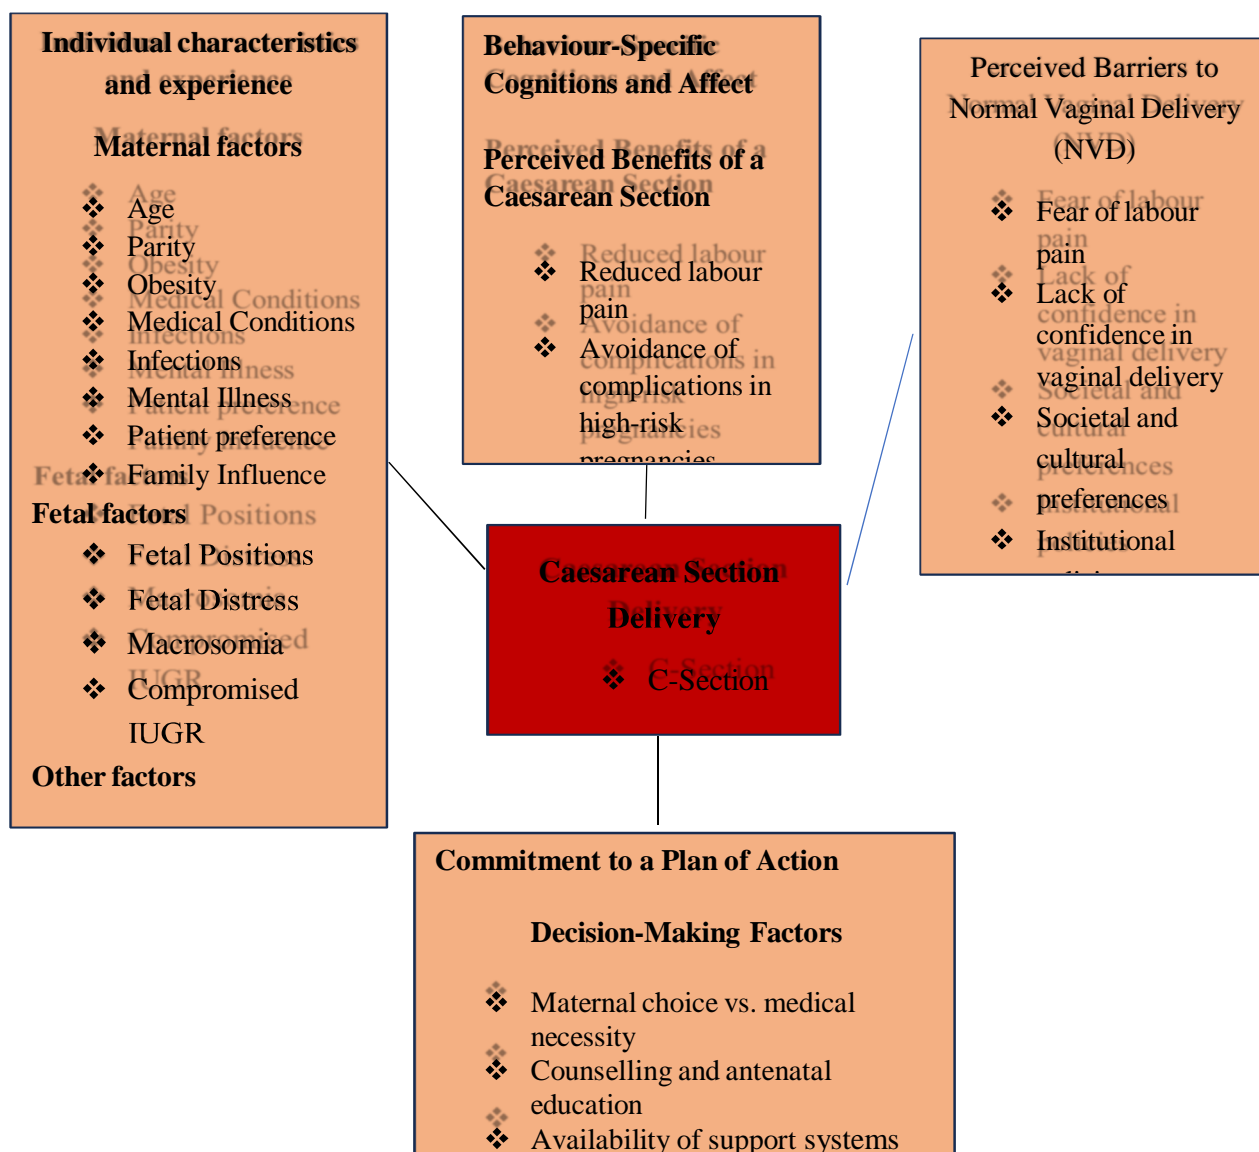 Individual characteristics
and experience
Maternal factors
❖ Age
❖ Parity
❖ Obesity
❖ Medical Conditions
❖ Infections
❖ Mental Illness
❖ Patient preference
❖ Family Influence
Fetal factors
❖ Fetal Positions
❖ Fetal Distress
❖ Macrosomia
❖ Compromised
IUGR
Other factors
Behaviour-Specific
Cognitions and Affect
Perceived Benefits of a
Caesarean Section
❖ Reduced labour
pain
❖ Avoidance of
complications in
high-risk
pregnancies
Perceived Barriers to
Normal Vaginal Delivery
(NVD)
❖ Fear of labour
pain
❖ Lack of
confidence in
vaginal delivery
❖ Societal and
cultural
preferences
❖ Institutional
policies
Caesarean Section
Delivery
❖ C-Section
Commitment to a Plan of Action
Decision-Making Factors
❖ Maternal choice vs. medical
necessity
❖ Counselling and antenatal
education
❖ Availability of support systems